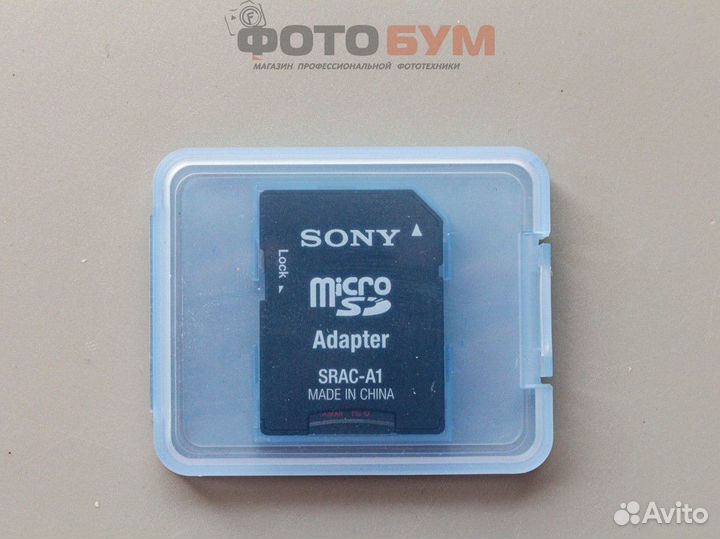 ФОТОБУМ
МАГАЗИН ПРОФЕССИОНАЛЬНОЙ ФОТОТЕХНИКИ
SONY
Lock
micro
SD
Adapter
SRAC-A1
MADE IN CHINA
Avito